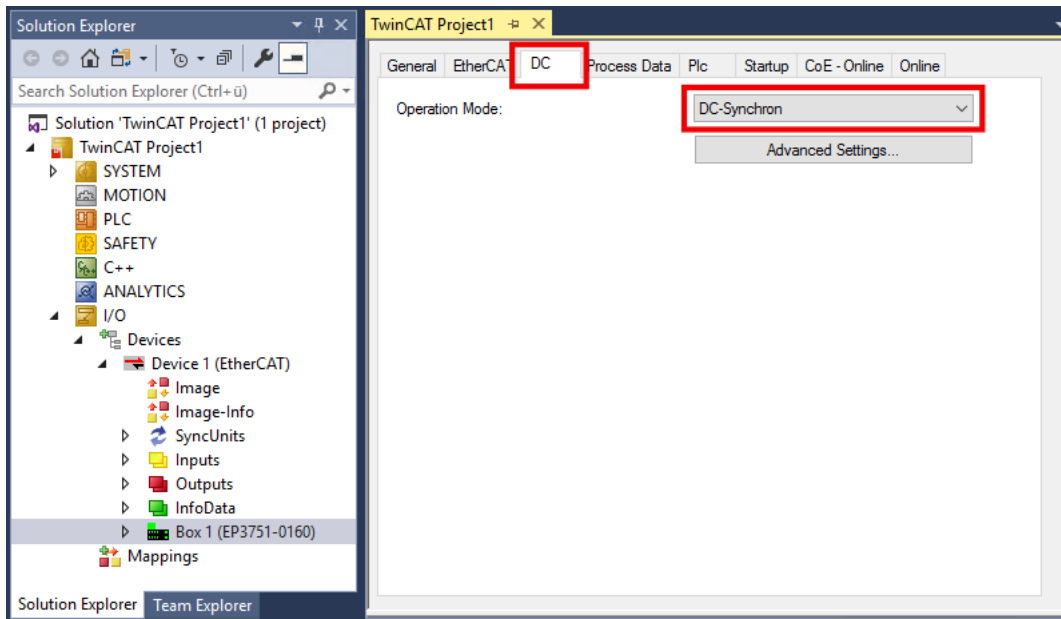 Solution Explorer
Search Solution Explorer (Ctrl+ü)
Solution 'TwinCAT Project1' (1 project)
TwinCAT Project1
SYSTEM
MOTION
PLC
SAFETY
C++
ANALYTICS
I/O
Devices
Device 1 (EtherCAT)
Image
Image-Info
SyncUnits
Inputs
Outputs
InfoData
Box 1 (EP3751-0160)
Mappings
Solution Explorer Team Explorer
TwinCAT Project1
General EtherCAT DC Process Data Plc Startup CoE - Online Online
Operation Mode: DC-Synchron
Advanced Settings...